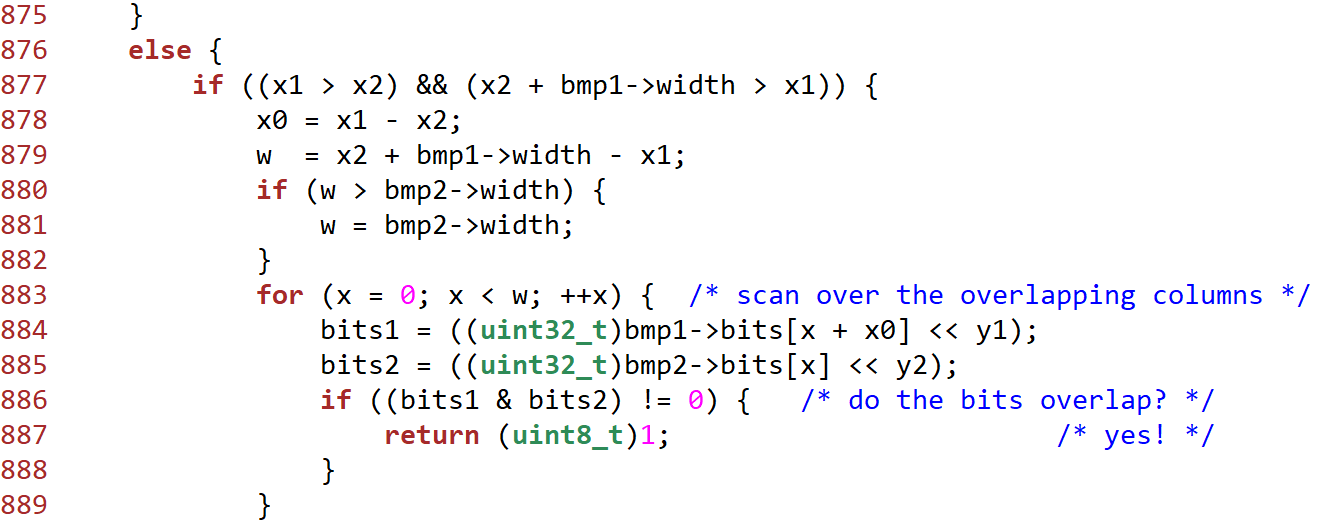 875     }
876     else {
877         if ((x1 > x2) && (x2 + bmp1->width > x1)) {
878             x0 = x1 - x2;
879             w  = x2 + bmp1->width - x1;
880             if (w > bmp2->width) {
881                 w = bmp2->width;
882             }
883             for (x = 0; x < w; ++x) {  /* scan over the overlapping columns */
884                 bits1 = ((uint32_t)bmp1->bits[x + x0] << y1);
885                 bits2 = ((uint32_t)bmp2->bits[x] << y2);
886                 if ((bits1 & bits2) != 0) {   /* do the bits overlap? */
887                     return (uint8_t)1;                        /* yes! */
888                 }
889             }